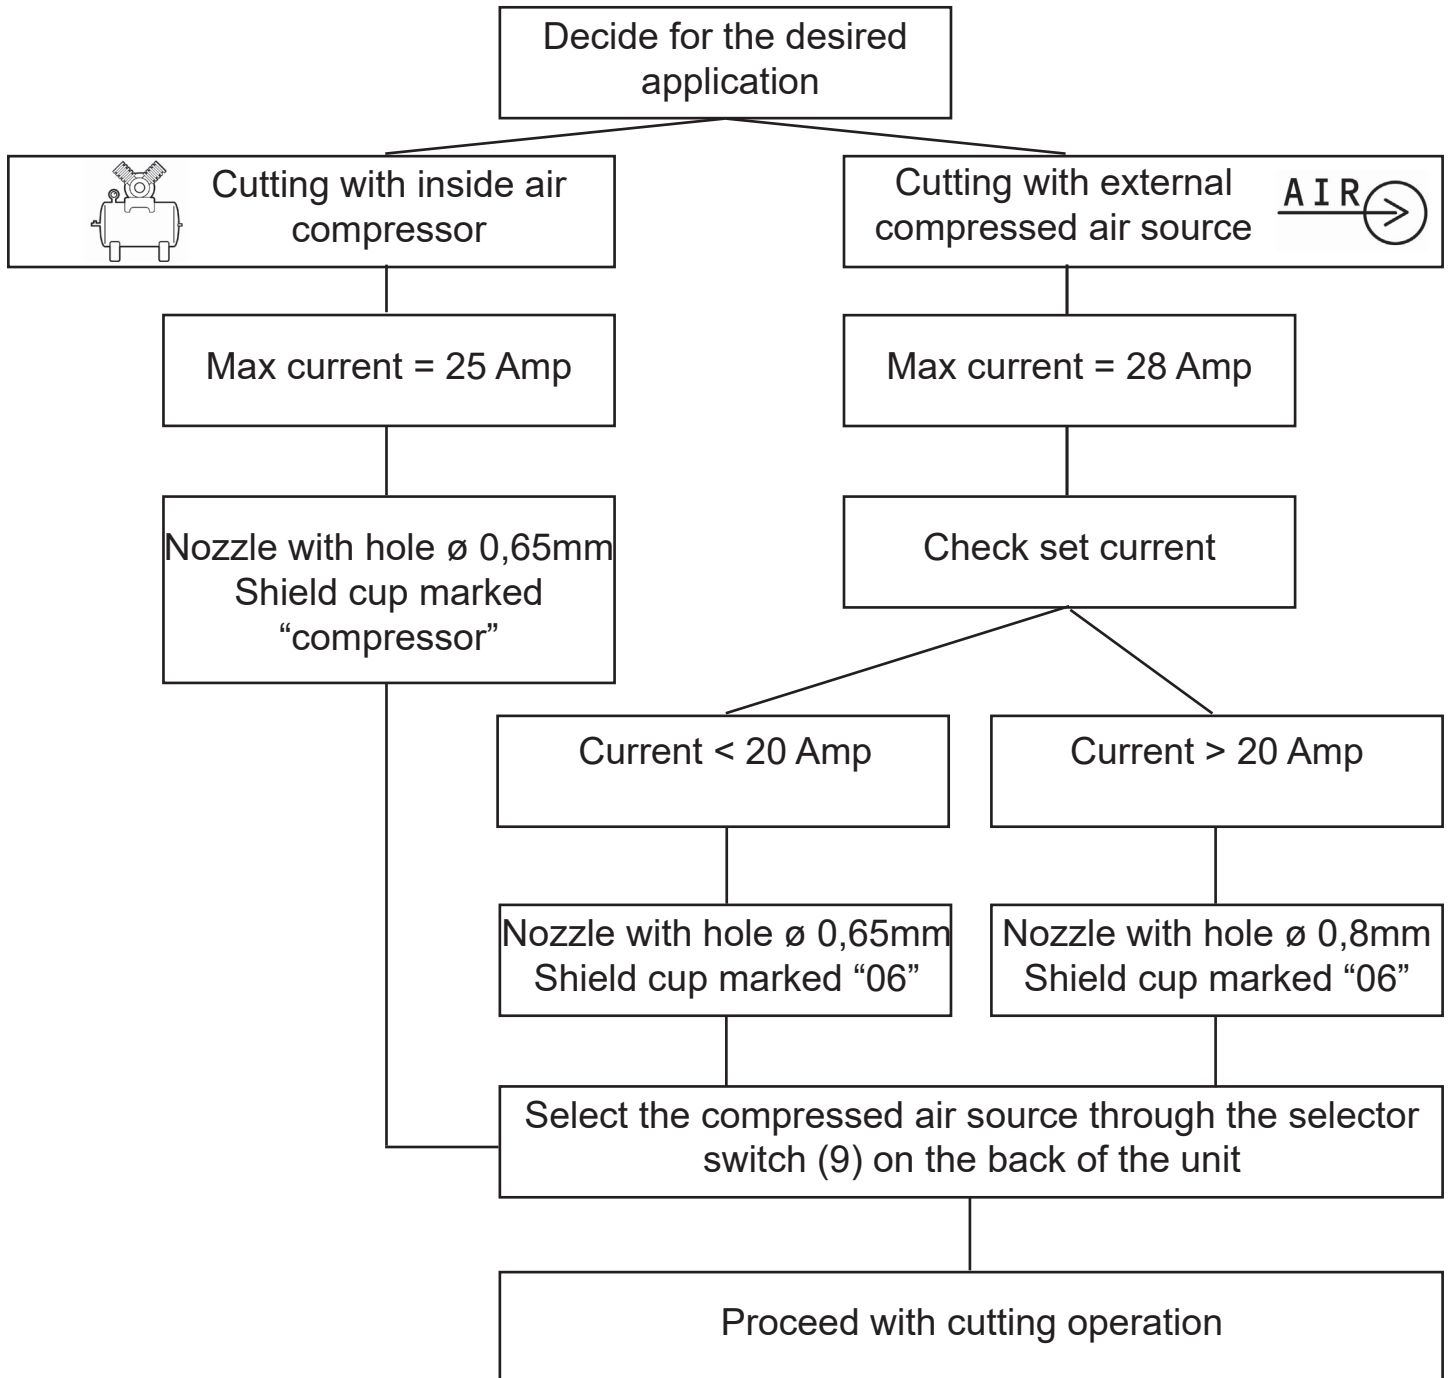 Decide for the desired
application
Cutting with inside air
compressor
Cutting with external
compressed air source
AIR
Max current = 25 Amp
Max current = 28 Amp
Nozzle with hole ø 0,65mm
Shield cup marked
“compressor”
Check set current
Current < 20 Amp
Current > 20 Amp
Nozzle with hole ø 0,65mm
Shield cup marked “06”
Nozzle with hole ø 0,8mm
Shield cup marked “06”
Select the compressed air source through the selector
switch (9) on the back of the unit
Proceed with cutting operation